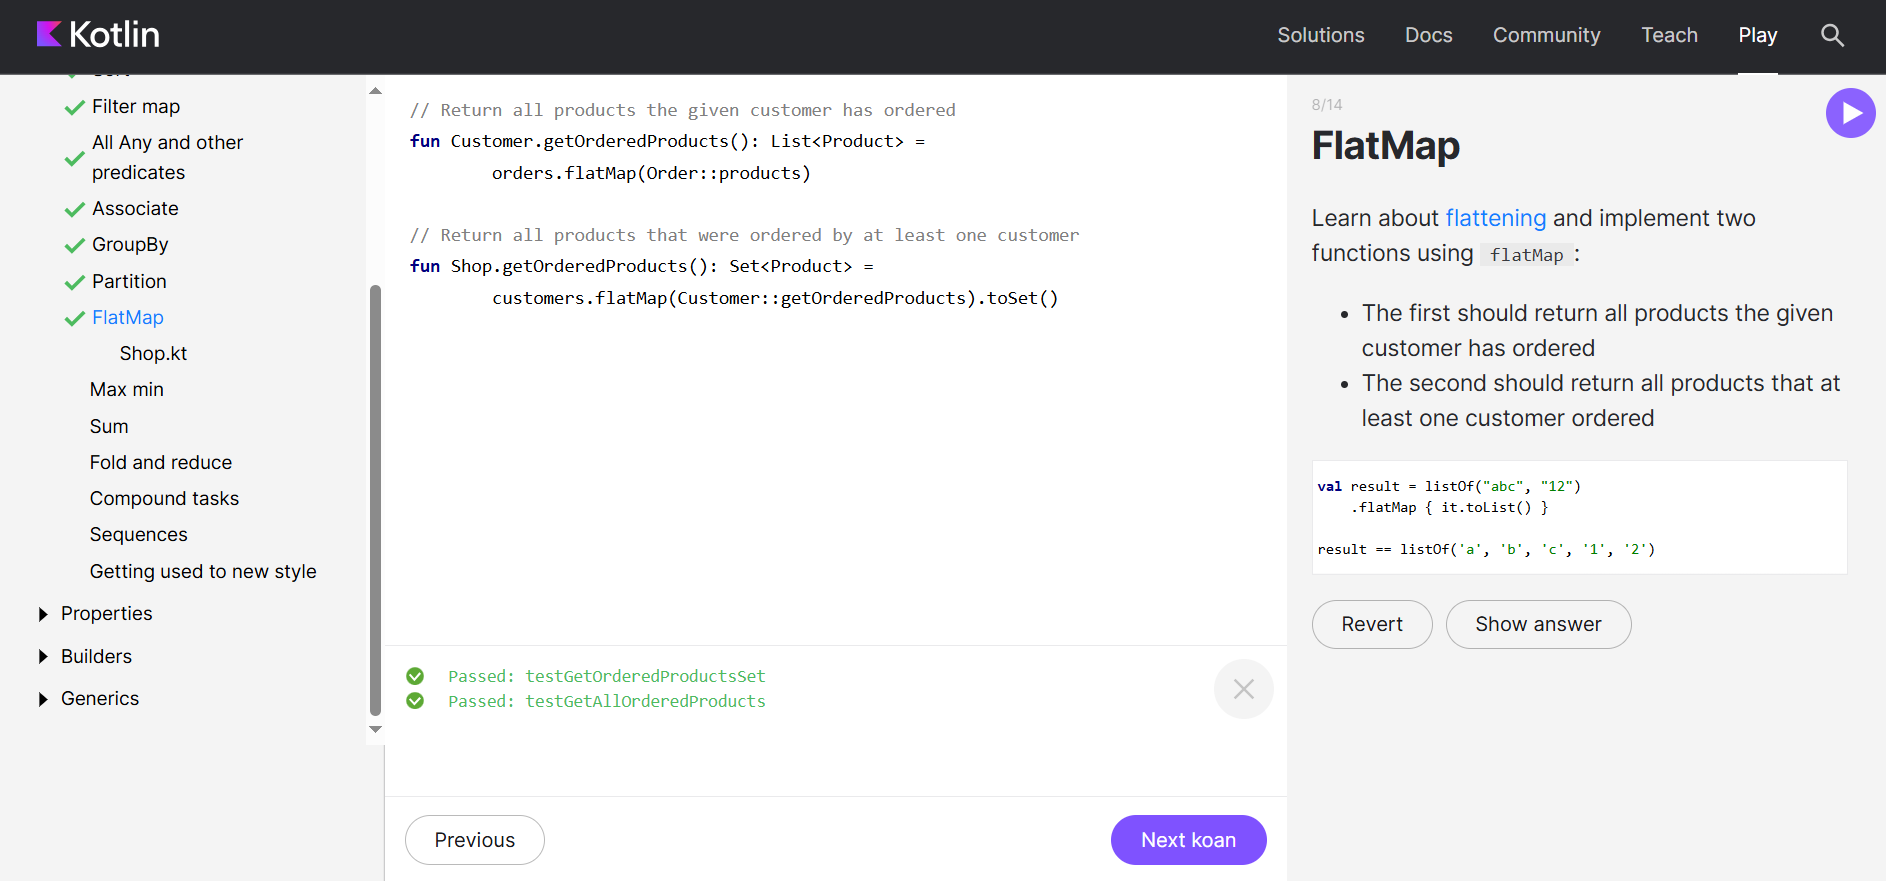 Kotlin
Solutions
Docs
Community
Teach
Play
Filter map
All Any and other
predicates
Associate
GroupBy
Partition
FlatMap
Shop.kt
Max min
Sum
Fold and reduce
Compound tasks
Sequences
Getting used to new style
Properties
Builders
Generics
// Return all products the given customer has ordered
fun Customer.getOrderedProducts(): List<Product> =
        orders.flatMap(Order::products)
// Return all products that were ordered by at least one customer
fun Shop.getOrderedProducts(): Set<Product> =
        customers.flatMap(Customer::getOrderedProducts).toSet()
Passed: testGetOrderedProductsSet
Passed: testGetAllOrderedProducts
Previous
Next koan
8/14
FlatMap
Learn about flattening and implement two
functions using flatMap :
• The first should return all products the given
customer has ordered
• The second should return all products that at
least one customer ordered
val result = listOf("abc", "12")
    .flatMap { it.toList() }
result == listOf('a', 'b', 'c', '1', '2')
Revert
Show answer